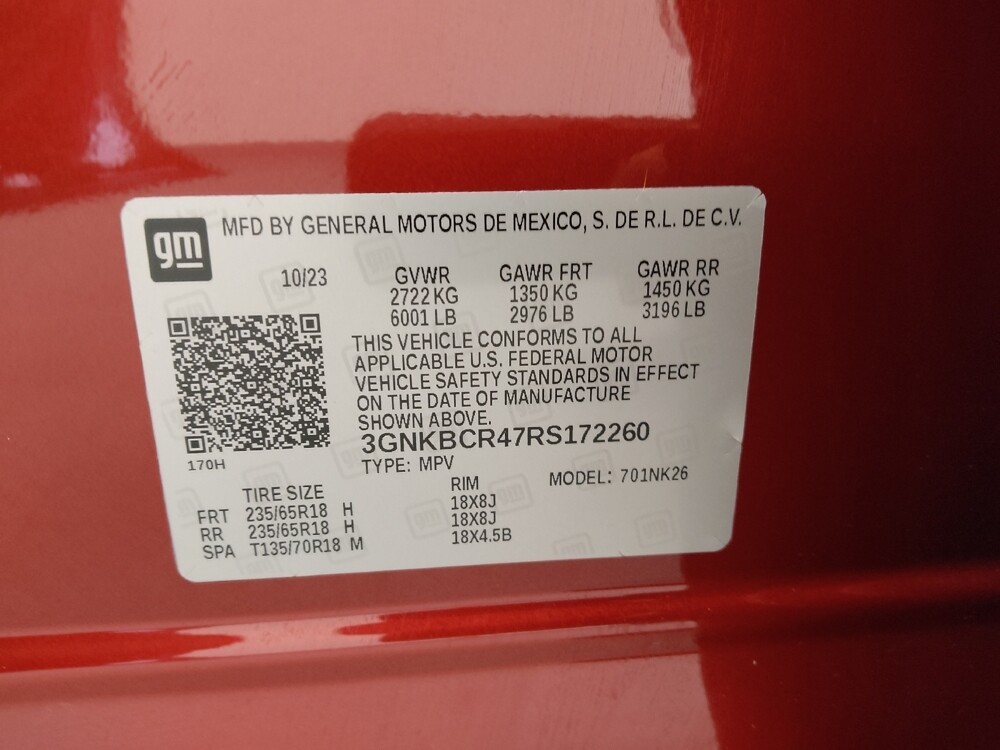 gm MFD BY GENERAL MOTORS DE MEXICO, S. DE R.L. DE C.V.
10/23 GVWR GAWR FRT GAWR RR
2722 KG 1350 KG 1450 KG
6001 LB 2976 LB 3196 LB
THIS VEHICLE CONFORMS TO ALL
APPLICABLE U.S. FEDERAL MOTOR
VEHICLE SAFETY STANDARDS IN EFFECT
ON THE DATE OF MANUFACTURE
SHOWN ABOVE.
3GNKBCR47RS172260
170H
TYPE: MPV MODEL: 701NK26
TIRE SIZE RIM
FRT 235/65R18 H 18X8J
RR 235/65R18 H 18X8J
SPA T135/70R18 M 18X4.5B